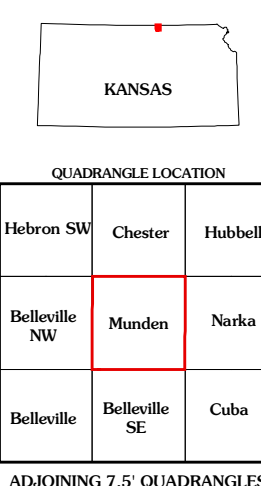 KANSAS
QUADRANGLE LOCATION
Hebron SW Chester Hubbell
Belleville NW Munden Narka
Belleville Belleville SE Cuba
ADJOINING 7.5' QUADRANGLES